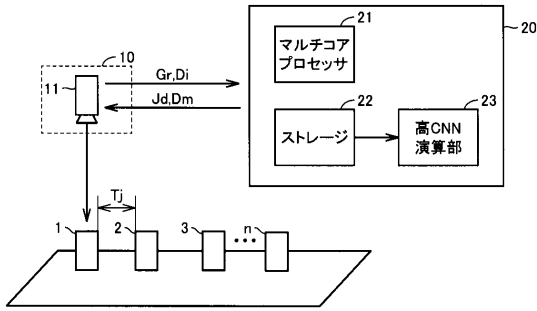 10
11
Gr,Di
Jd,Dm
20
21
マルチコア
プロセッサ
22
ストレージ
23
高CNN
演算部
Tj
1
2
3
•••
n